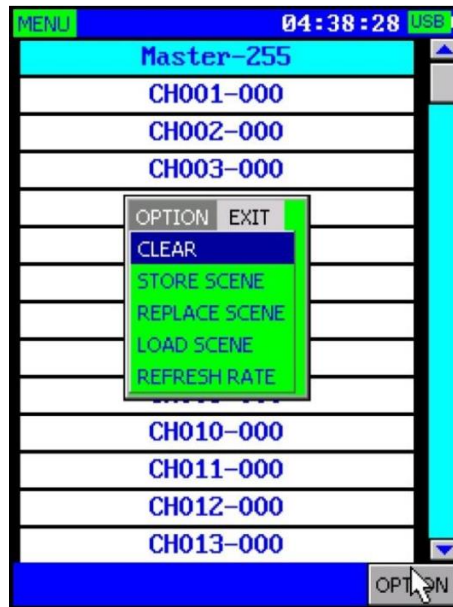 MENU 04:38:28 USB
Master-255
CH001-000
CH002-000
CH003-000
OPTION EXIT
CLEAR
STORE SCENE
REPLACE SCENE
LOAD SCENE
REFRESH RATE
CH010-000
CH011-000
CH012-000
CH013-000
OPTION